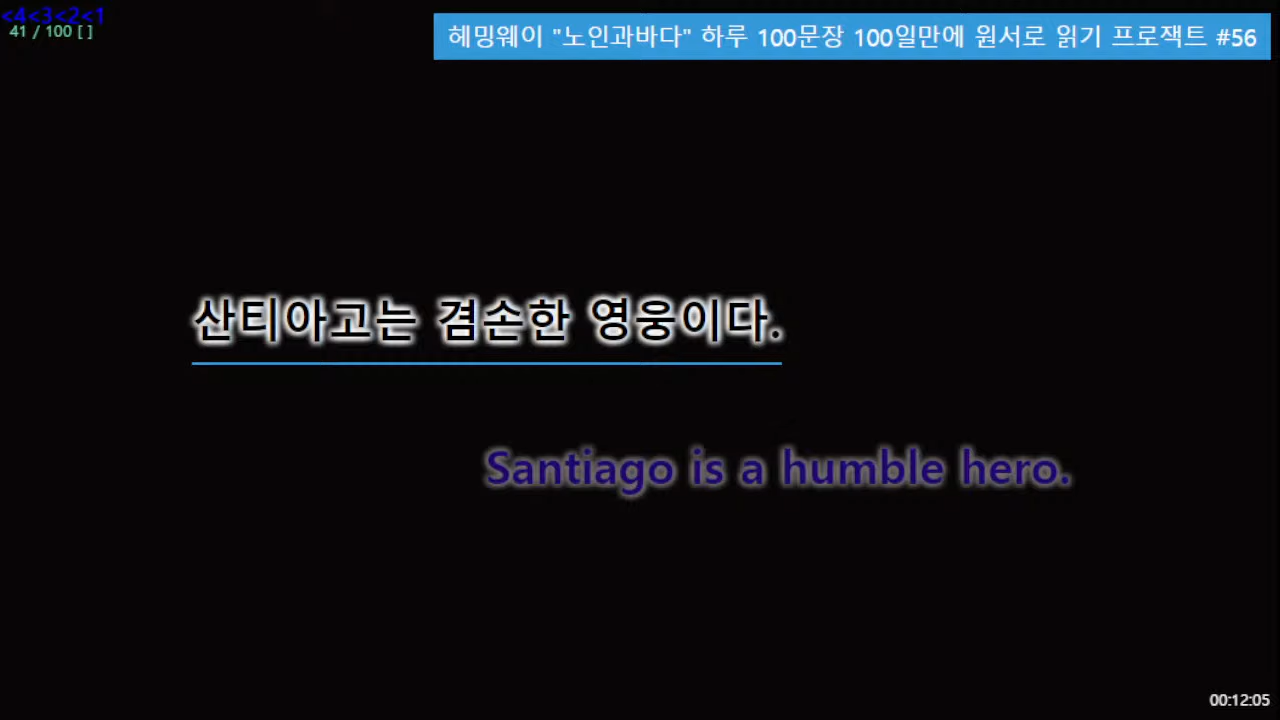 <4<3<2<1
41 / 100 [ ]
헤밍웨이 "노인과바다" 하루 100문장 100일만에 원서로 읽기 프로잭트 #56
산티아고는 겸손한 영웅이다.
Santiago is a humble hero.
00:12:05